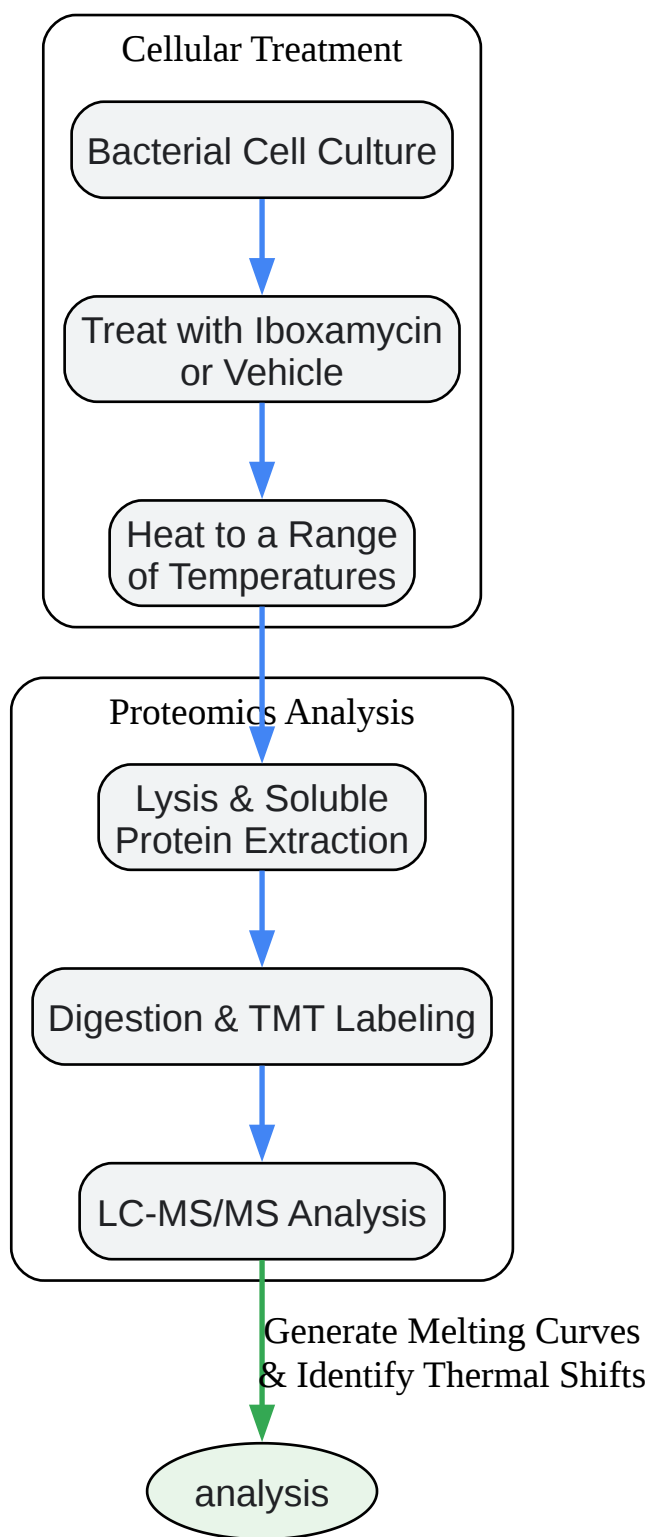 Cellular Treatment
Bacterial Cell Culture
Treat with Iboxamycin
or Vehicle
Heat to a Range
of Temperatures
Proteomics Analysis
Lysis & Soluble
Protein Extraction
Digestion & TMT Labeling
LC-MS/MS Analysis
Generate Melting Curves
& Identify Thermal Shifts
analysis